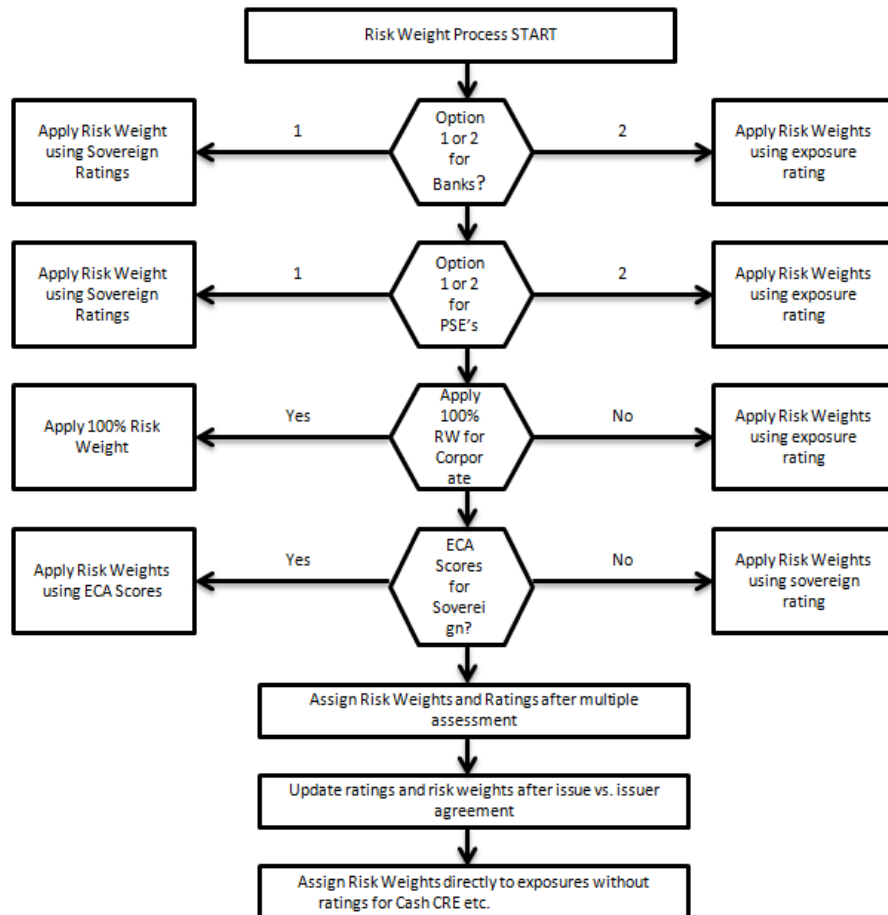 Risk Weight Process START
Apply Risk Weight
using Sovereign
Ratings
1
Option
1 or 2
for
Banks?
2
Apply Risk Weights
using exposure
rating
Apply Risk Weight
using Sovereign
Ratings
1
Option
1 or 2
for
PSE's
2
Apply Risk Weights
using exposure
rating
Apply 100% Risk
Weight
Yes
Apply
100%
RW for
Corpor
ate
No
Apply Risk Weights
using exposure
rating
Apply Risk Weights
using ECA Scores
Yes
ECA
Scores
for
Soverei
gn?
No
Apply Risk Weights
using sovereign
rating
Assign Risk Weights and Ratings after multiple
assessment
Update ratings and risk weights after issue vs. issuer
agreement
Assign Risk Weights directly to exposures without
ratings for Cash CRE etc.